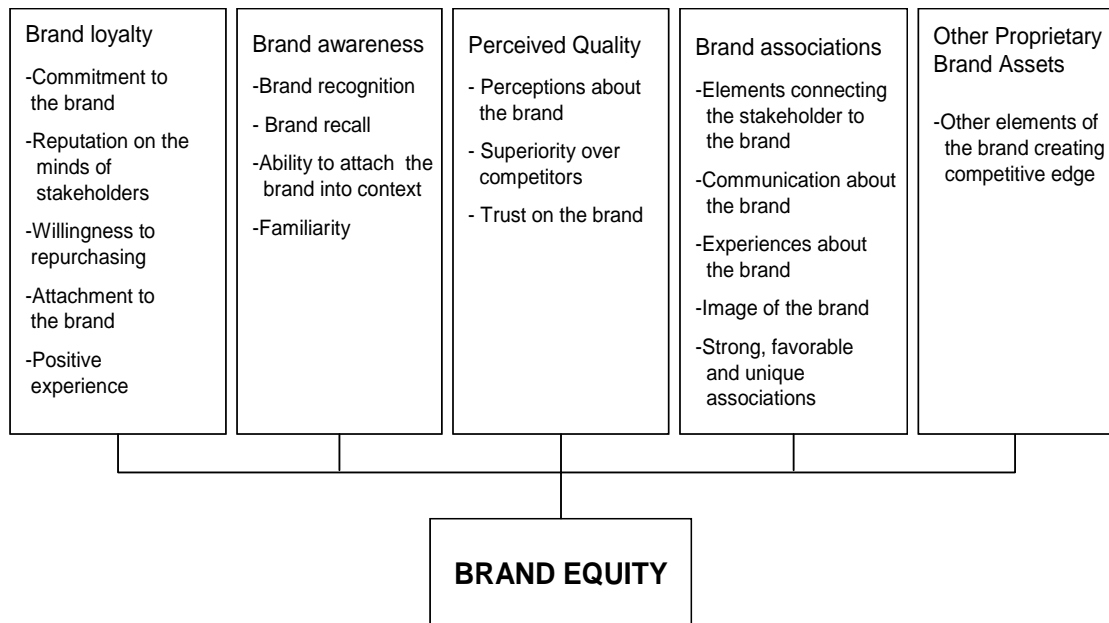 Brand loyalty
-Commitment to
the brand
-Reputation on the
minds of
stakeholders
-Willingness to
repurchasing
-Attachment to
the brand
-Positive
experience
Brand awareness
-Brand recognition
- Brand recall
-Ability to attach the
brand into context
-Familiarity
Perceived Quality
- Perceptions about
the brand
- Superiority over
competitors
- Trust on the brand
Brand associations
-Elements connecting
the stakeholder to
the brand
-Communication about
the brand
-Experiences about
the brand
-Image of the brand
-Strong, favorable
and unique
associations
Other Proprietary
Brand Assets
-Other elements of
the brand creating
competitive edge
BRAND EQUITY